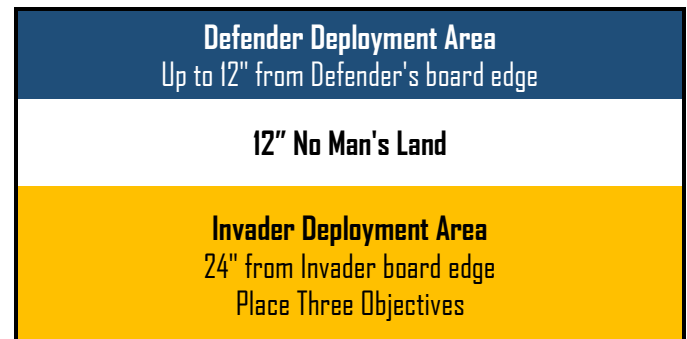 Defender Deployment Area
Up to 12" from Defender's board edge
12” No Man's Land
Invader Deployment Area
24" from Invader board edge
Place Three Objectives